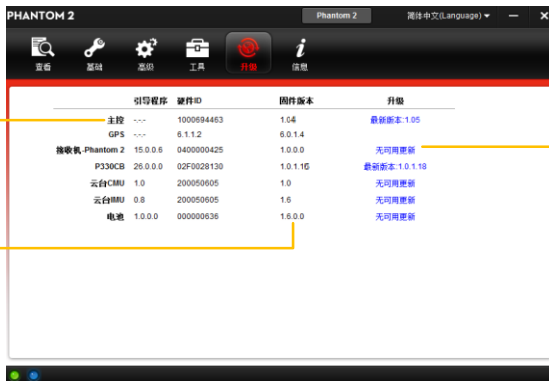 PHANTOM 2 Phantom 2 简体中文(Language)
查看 基础 高级 工具 升级 信息
引导程序 硬件ID 固件版本 升级
主控 -.-.- 1000694463 1.04 最新版本:1.05
GPS -.-.- 6.1.1.2 6.0.1.4
接收机-Phantom 2 15.0.0.6 0400000425 1.0.0.0 无可用更新
P330CB 26.0.0.0 02F0028130 1.0.1.16 最新版本:1.0.1.18
云台CMU 1.0 200050605 1.0 无可用更新
云台IMU 0.8 200050605 1.6 无可用更新
电池 1.0.0.0 000000636 1.6.0.0 无可用更新